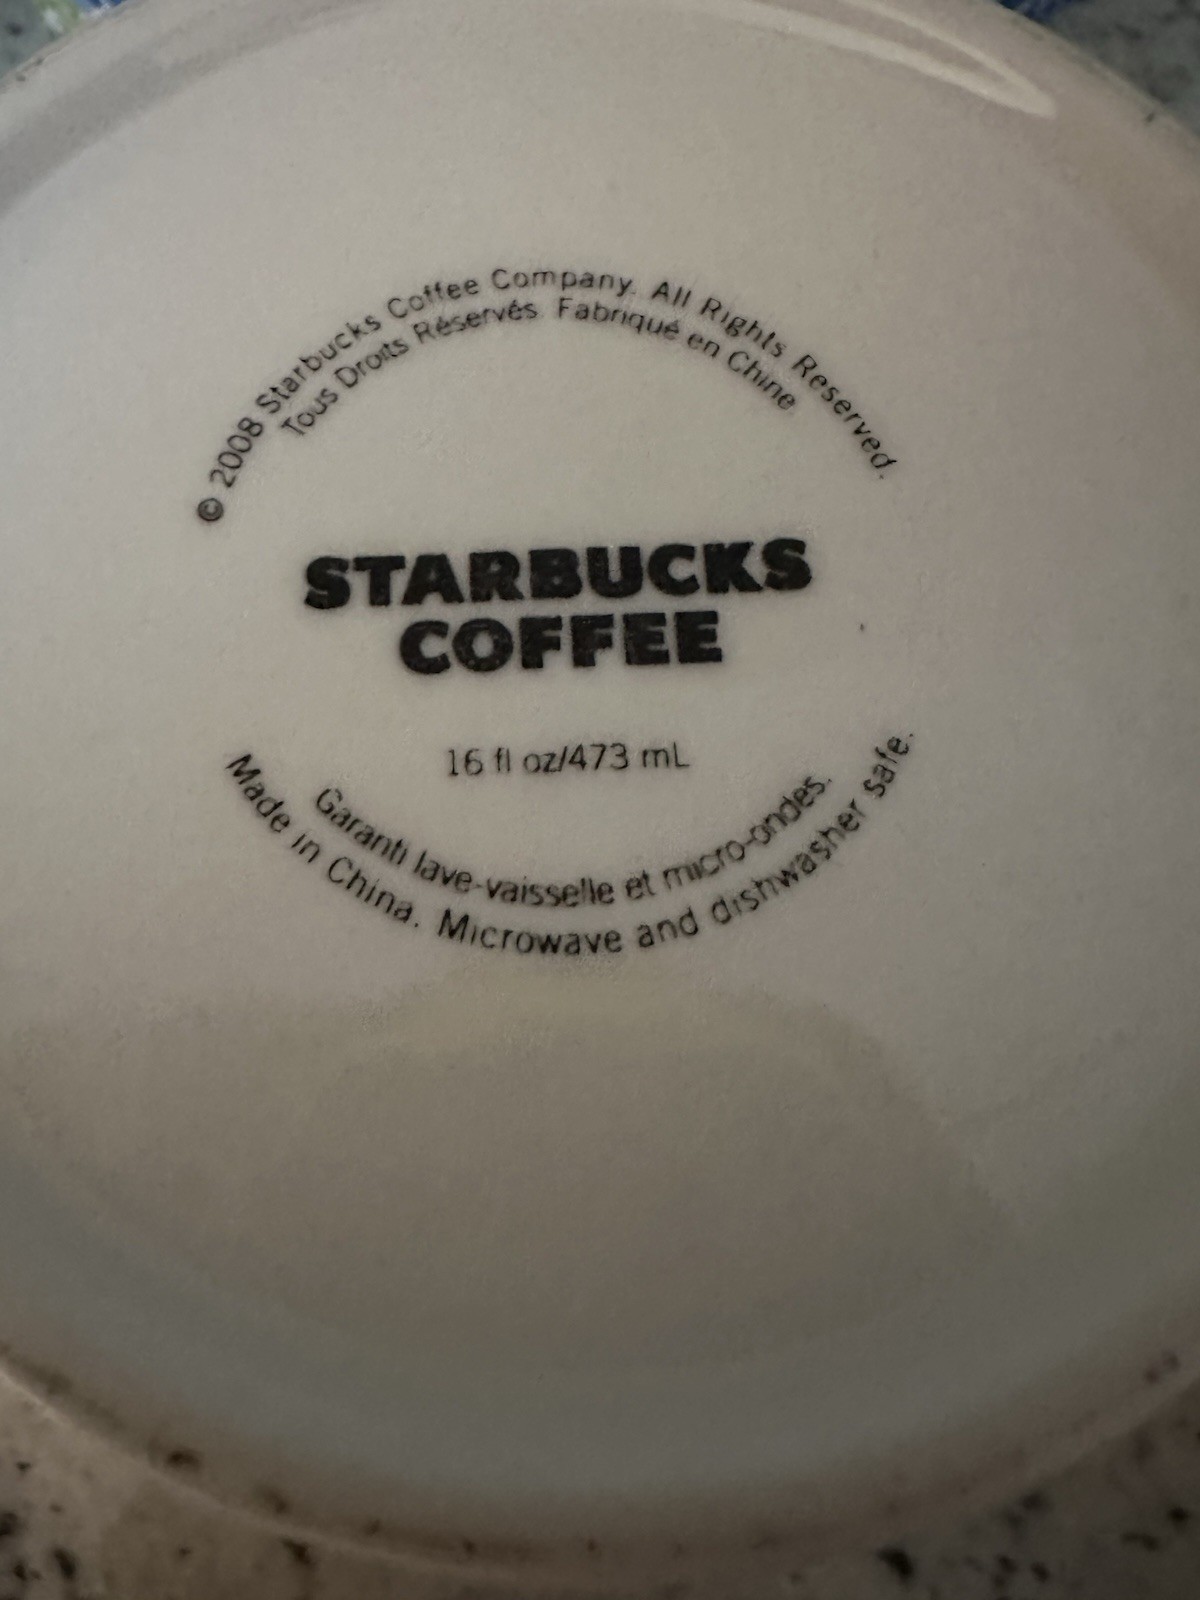 © 2008 Starbucks Coffee Company. All Rights Reserved.
Tous Droits Réservés. Fabriqué en Chine
STARBUCKS
COFFEE
16 fl oz/473 mL
Garanti lave-vaisselle et micro-ondes.
Made in China. Microwave and dishwasher safe.